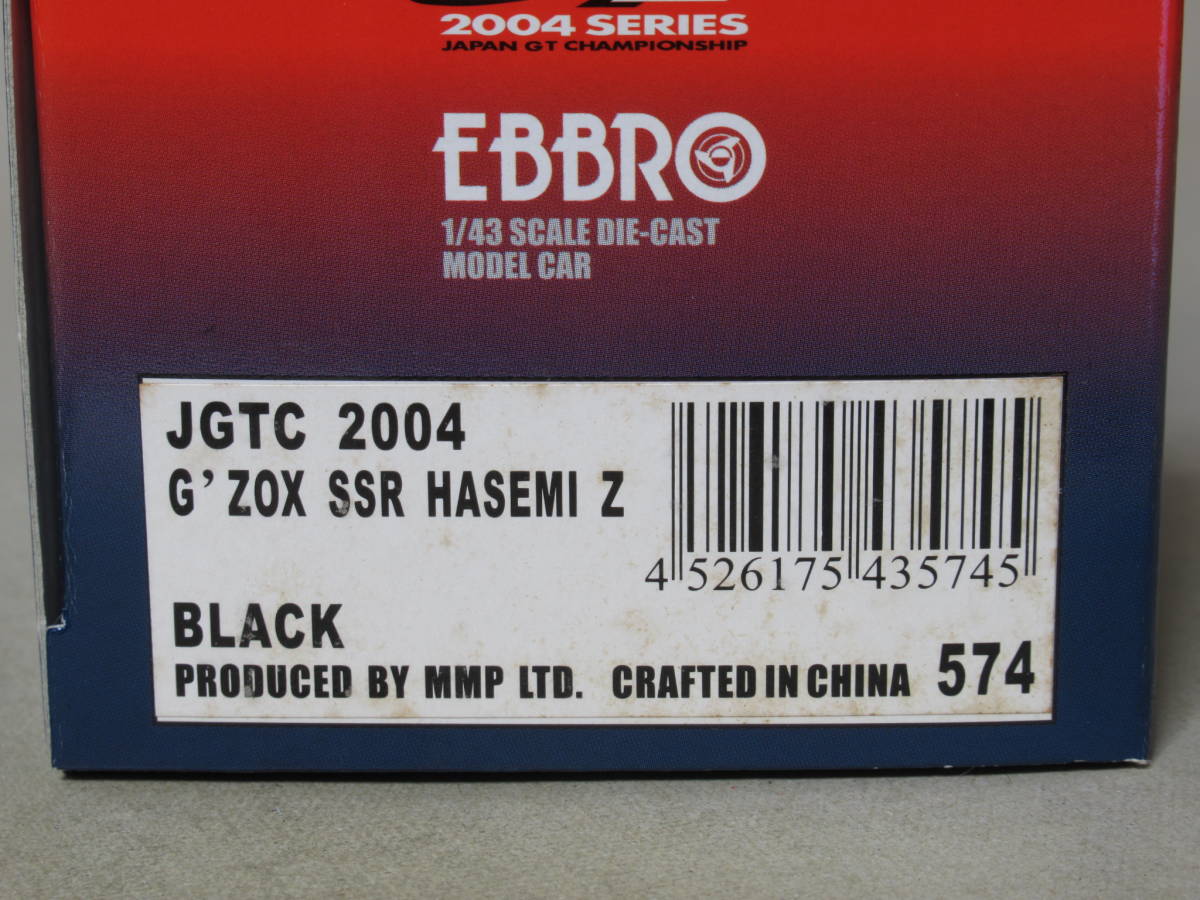 2004 SERIES
JAPAN GT CHAMPIONSHIP
EBBRO
1/43 SCALE DIE-CAST
MODEL CAR
JGTC 2004
G'ZOX SSR HASEMI Z
4 526175 435745
BLACK
PRODUCED BY MMP LTD. CRAFTED IN CHINA 574